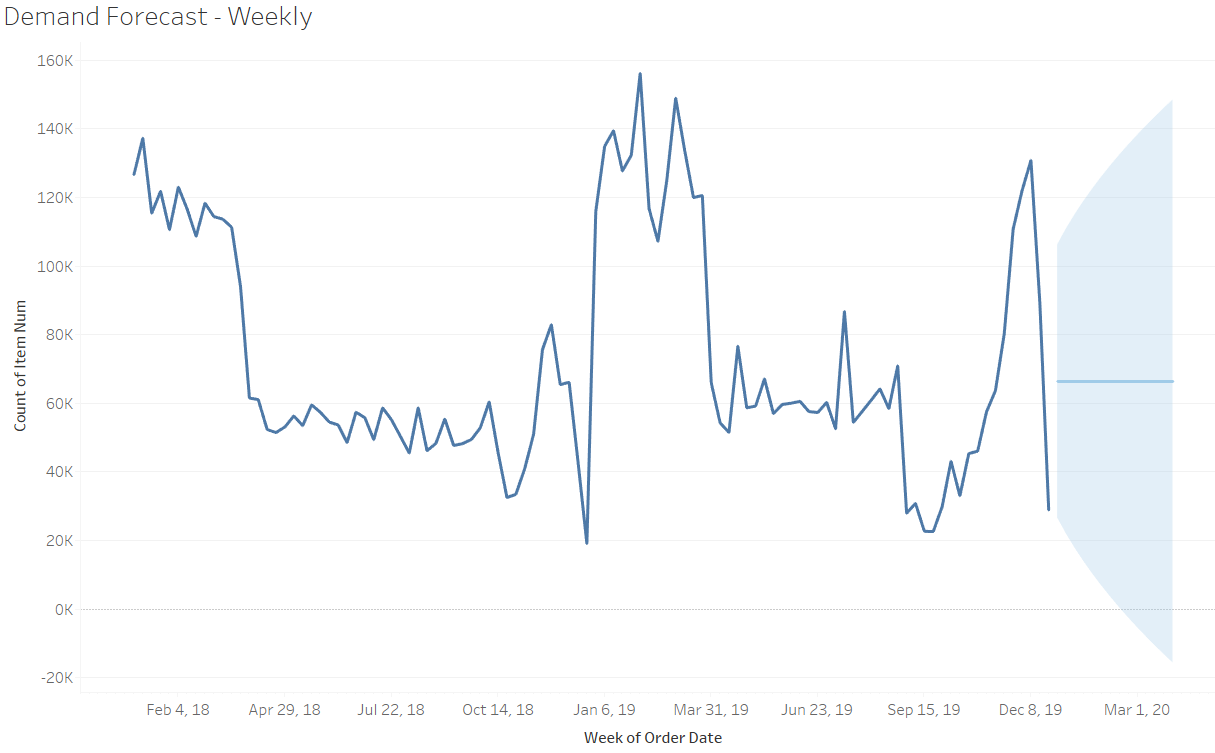 Demand Forecast - Weekly
160K
140K
120K
100K
80K
60K
40K
20K
0K
-20K
Count of Item Num
Feb 4, 18 Apr 29, 18 Jul 22, 18 Oct 14, 18 Jan 6, 19 Mar 31, 19 Jun 23, 19 Sep 15, 19 Dec 8, 19 Mar 1, 20
Week of Order Date